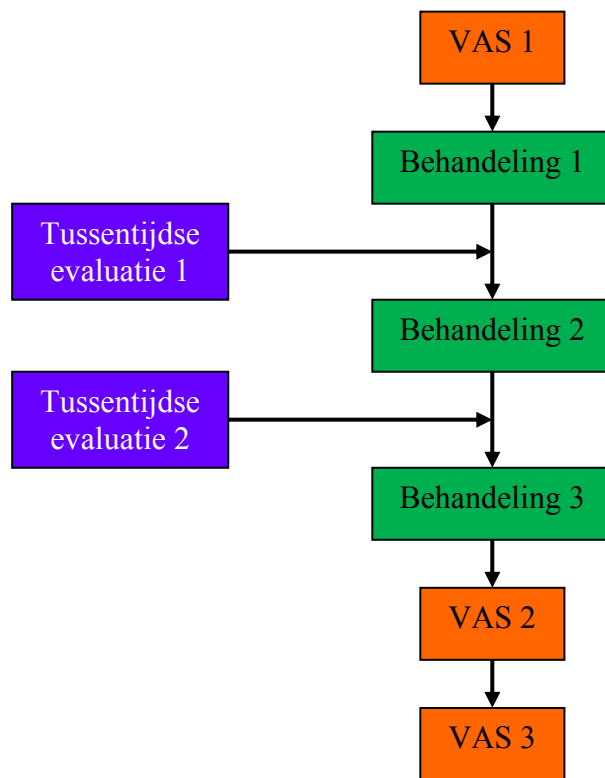 VAS 1
Behandeling 1
Tussentijdse
evaluatie 1
Behandeling 2
Tussentijdse
evaluatie 2
Behandeling 3
VAS 2
VAS 3